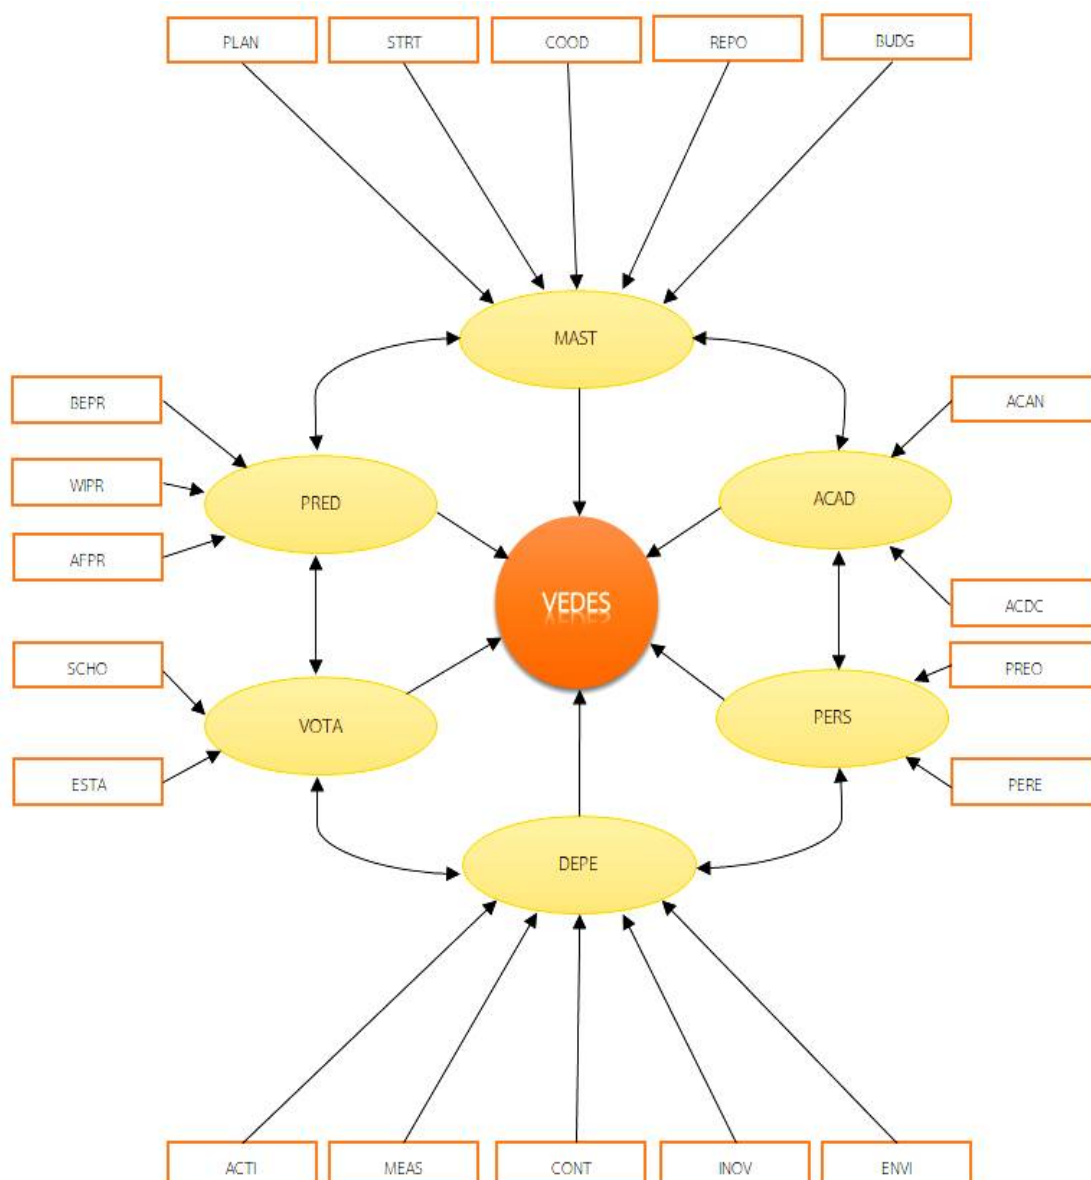 PLAN
STRT
COOD
REPO
BUDG
MAST
BEPR
ACAN
WIPR
PRED
ACAD
AFPR
VEDES
ACDC
SCHO
PREO
VOTA
PERS
ESTA
PERE
DEPE
ACTI
MEAS
CONT
INOV
ENVI